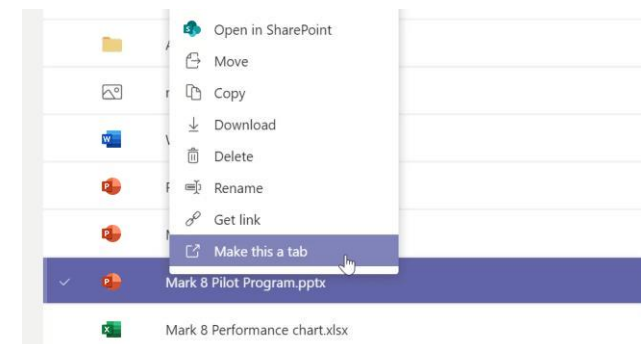 Open in SharePoint
Move
Copy
Download
Delete
Rename
Get link
Make this a tab
Mark 8 Pilot Program.pptx
Mark 8 Performance chart.xlsx